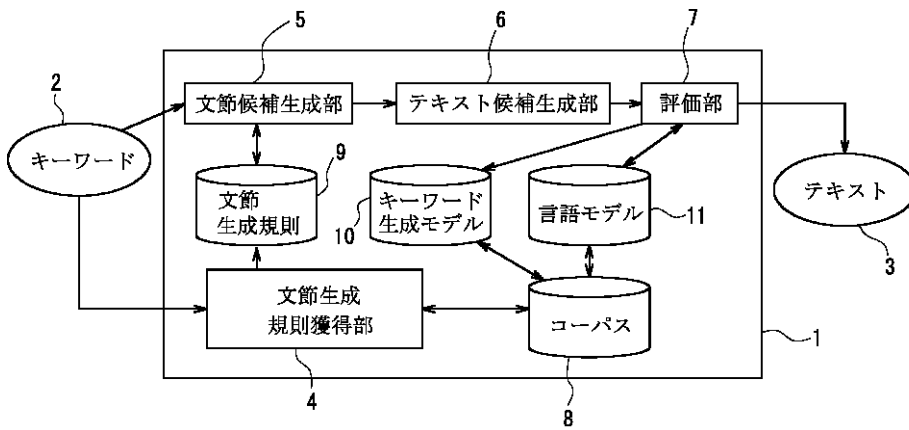 5
6
7
2
文節候補生成部
テキスト候補生成部
評価部
キーワード
9
文節
生成規則
10
キーワード
生成モデル
言語モデル
11
テキスト
3
文節生成
規則獲得部
コーパス
1
4
8